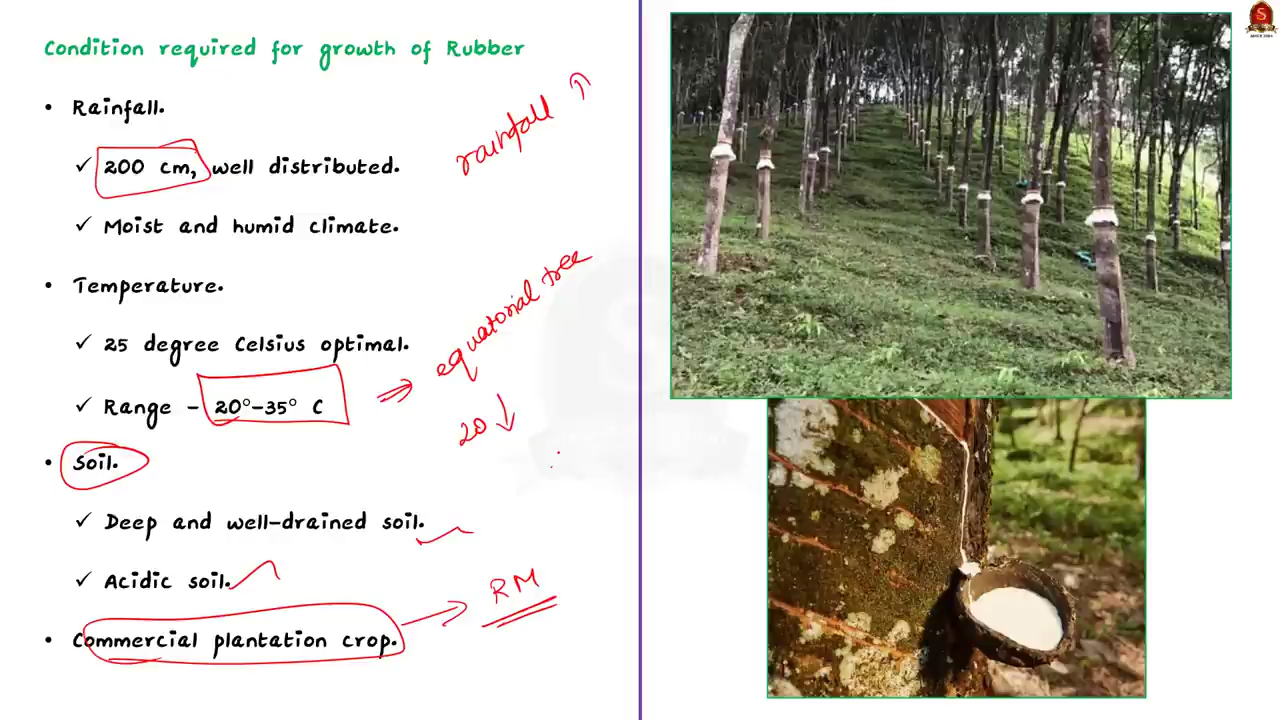 Condition required for growth of Rubber
• Rainfall.
✓ 200 cm, well distributed.
rainfall ↑
✓ Moist and humid climate.
• Temperature.
✓ 25 degree Celsius optimal.
equatorial tree
✓ Range - 20°-35° C
20 ↓
• Soil.
✓ Deep and well-drained soil.
✓ Acidic soil.
• Commercial plantation crop.
RM
S